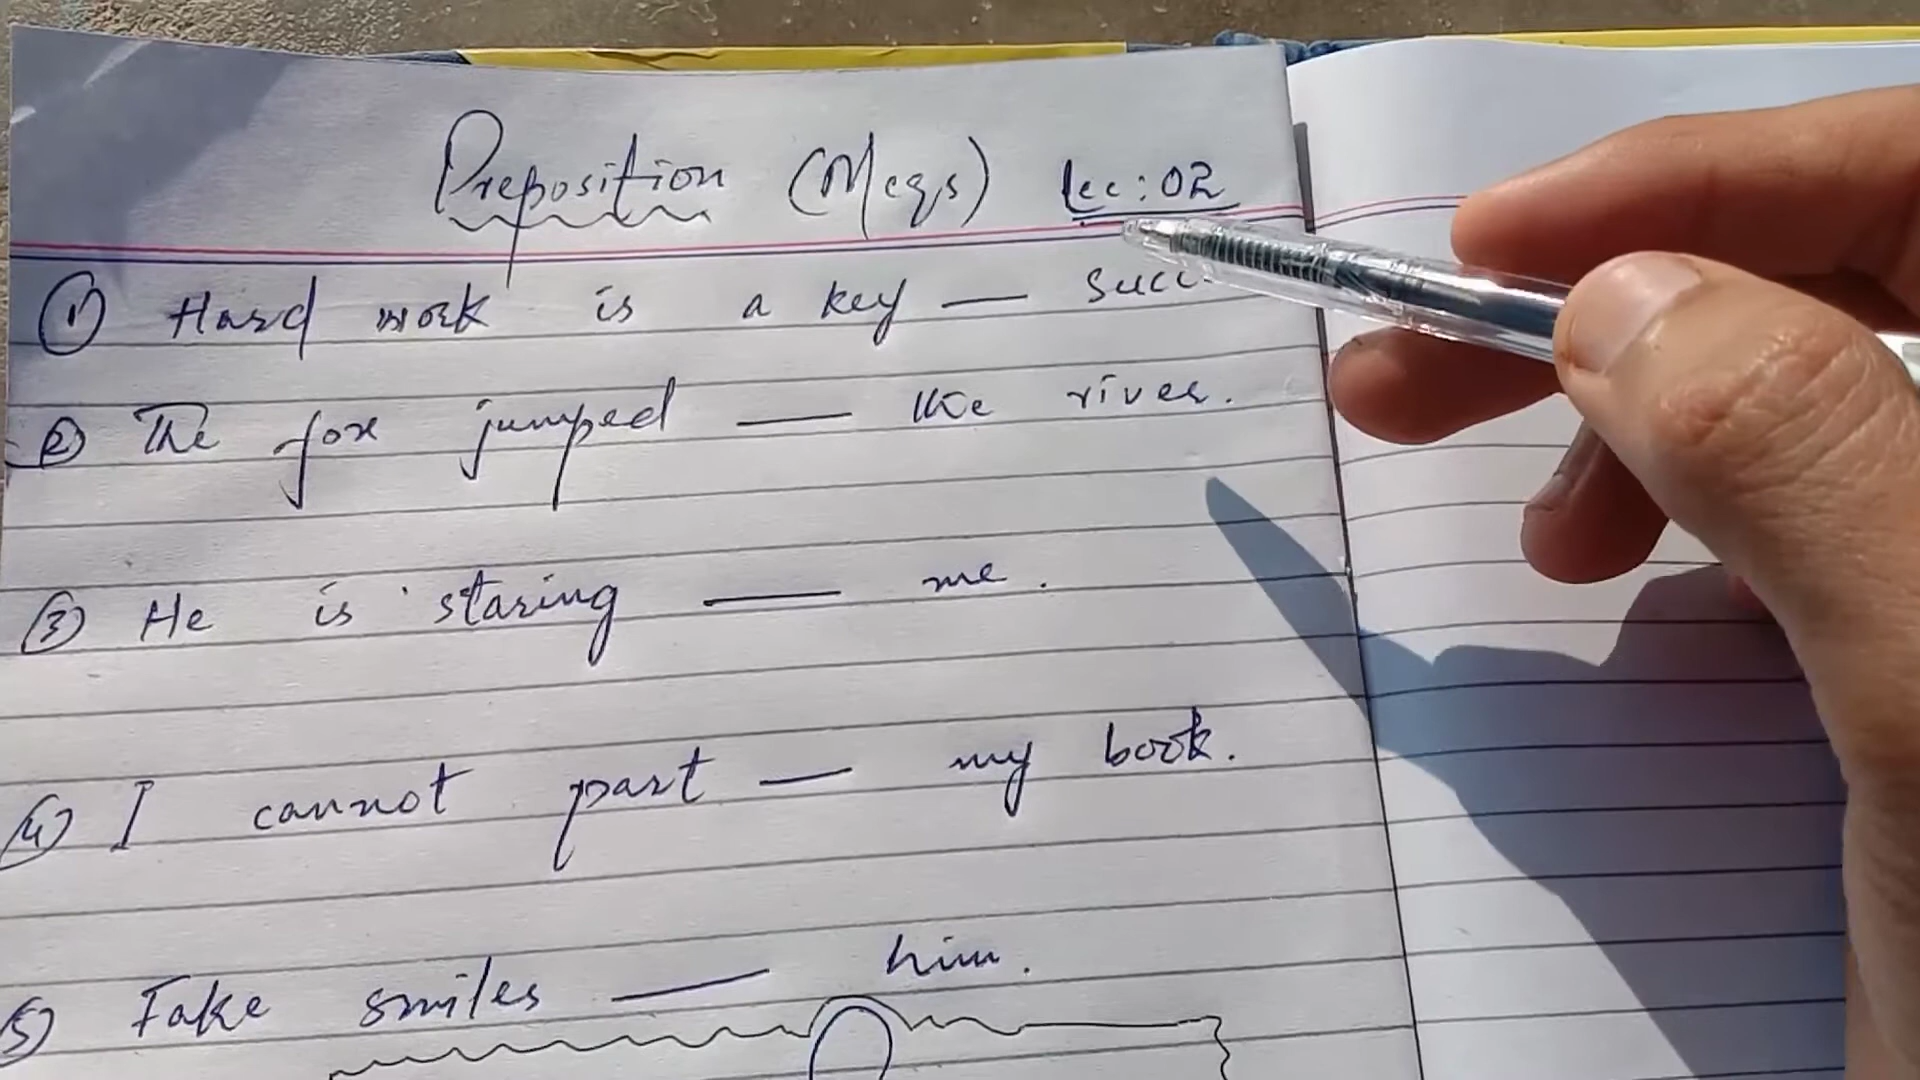 Preposition (Mcqs) Lec:02
① Hard work is a key — Succ
② The fox jumped — the river.
③ He is staring — me.
④ I cannot part — my book.
⑤ Fake smiles — him.